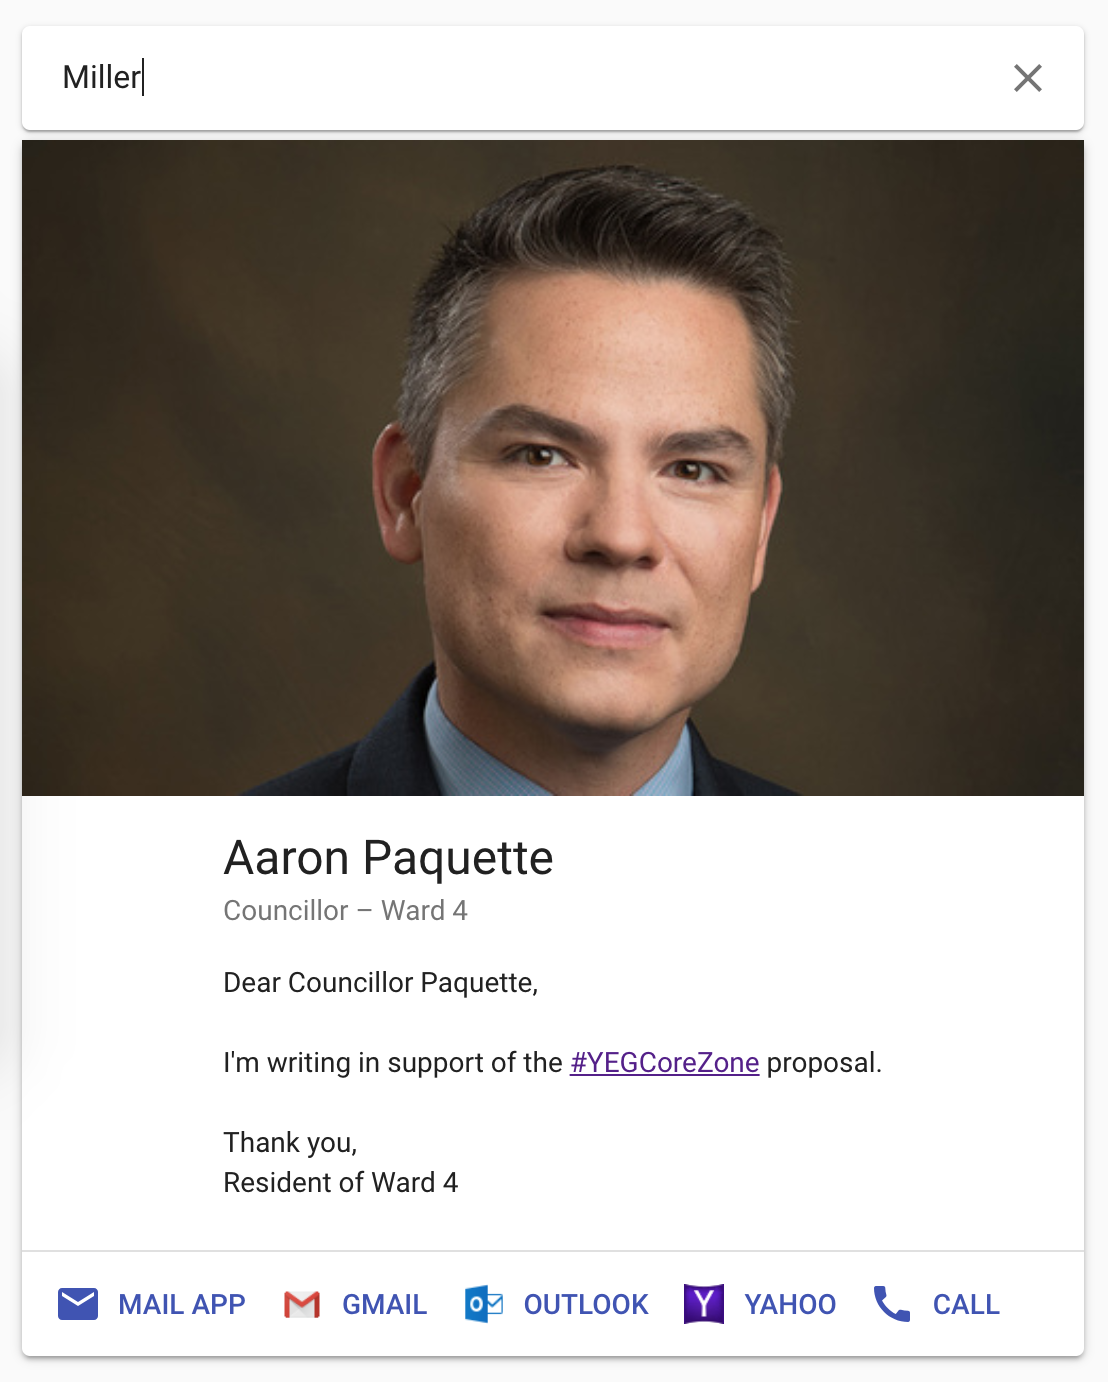 Miller
Aaron Paquette
Councillor – Ward 4
Dear Councillor Paquette,
I'm writing in support of the #YEGCoreZone proposal.
Thank you,
Resident of Ward 4
MAIL APP GMAIL OUTLOOK YAHOO CALL